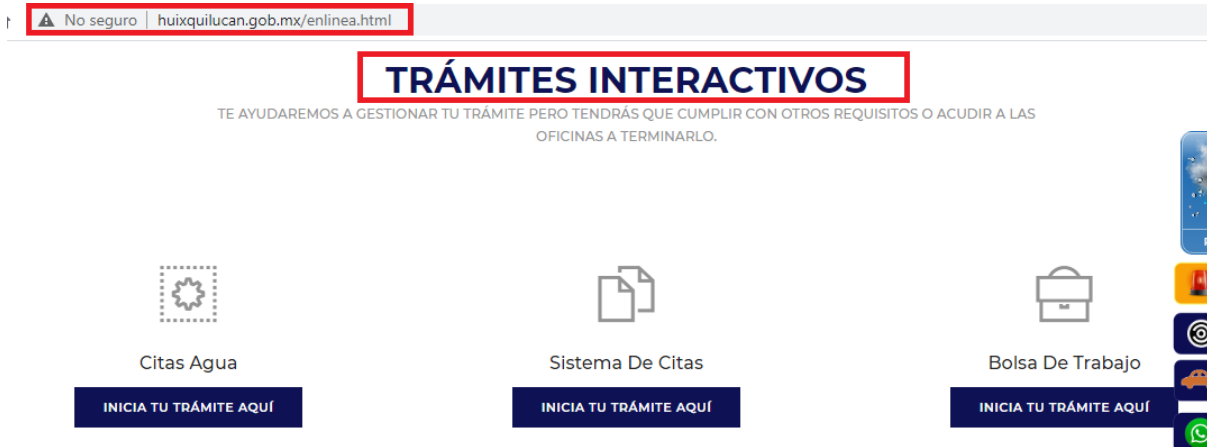 No seguro | huixquilucan.gob.mx/enlinea.html
TRÁMITES INTERACTIVOS
TE AYUDAREMOS A GESTIONAR TU TRÁMITE PERO TENDRÁS QUE CUMPLIR CON OTROS REQUISITOS O ACUDIR A LAS
OFICINAS A TERMINARLO.
Citas Agua
Sistema De Citas
Bolsa De Trabajo
INICIA TU TRÁMITE AQUÍ
INICIA TU TRÁMITE AQUÍ
INICIA TU TRÁMITE AQUÍ